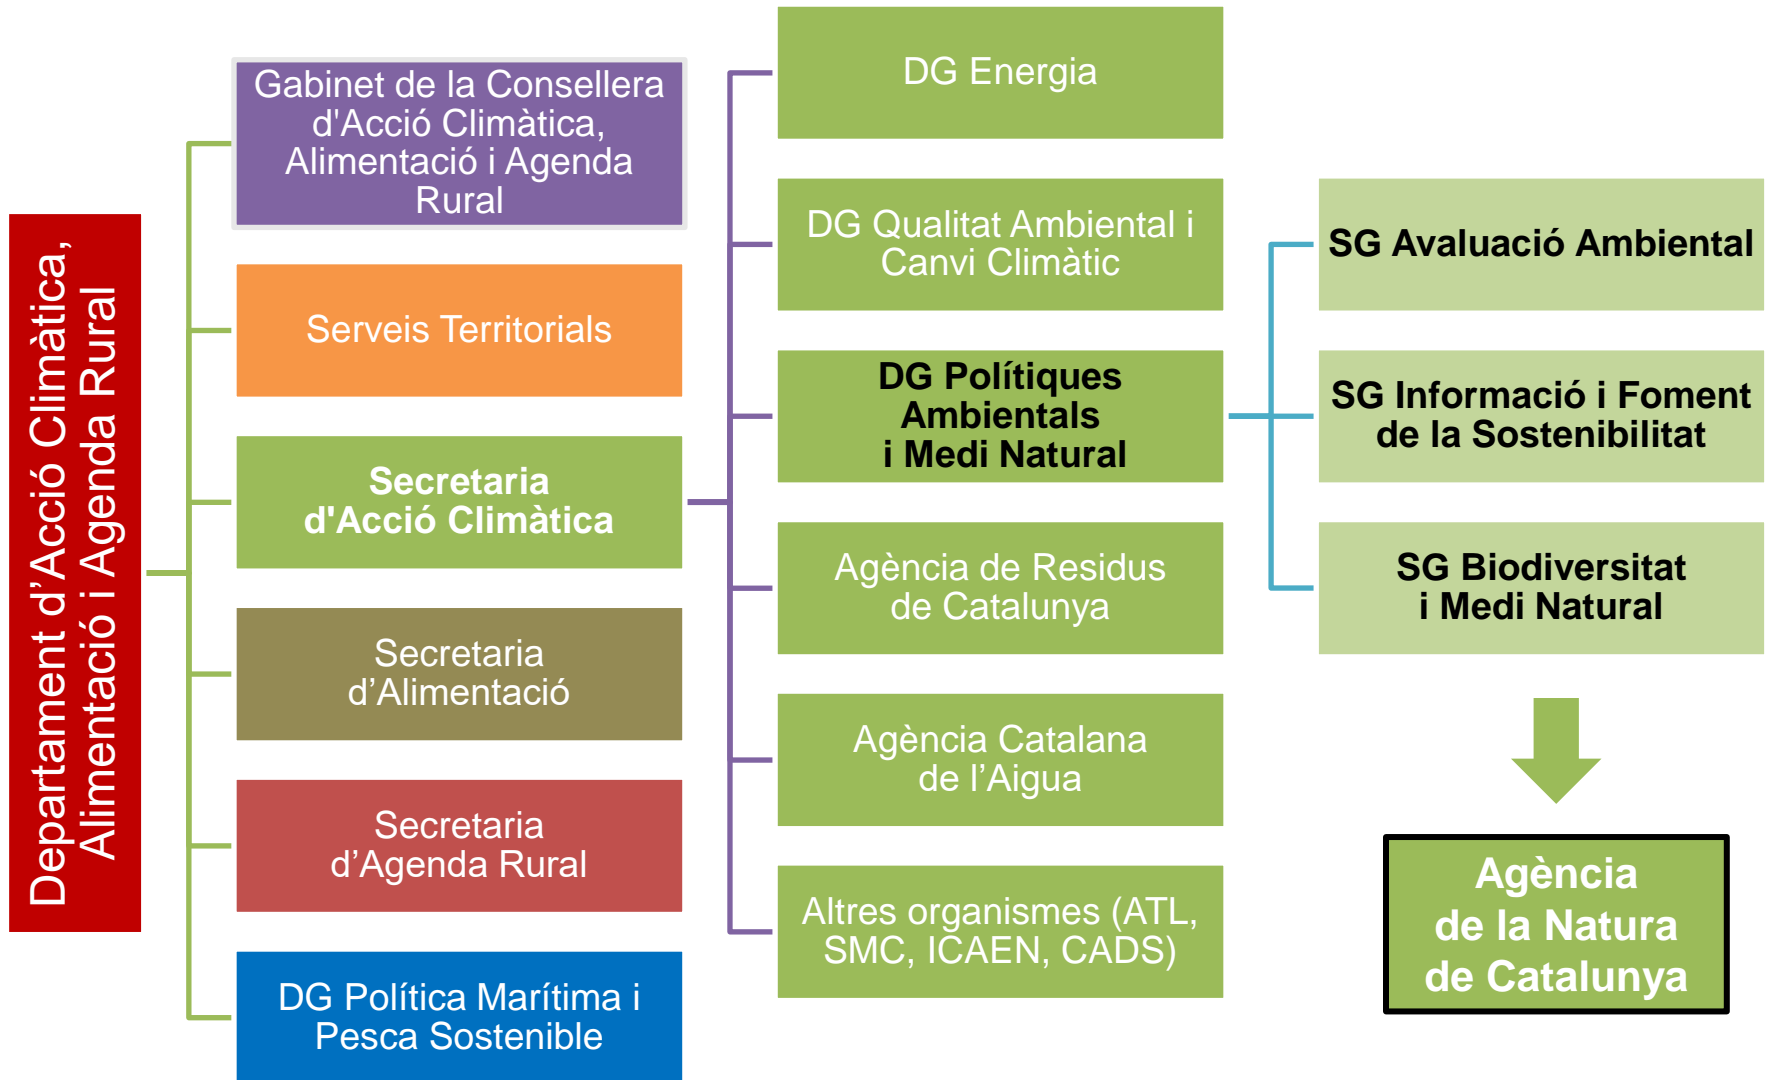 Departament d’Acció Climàtica,
Alimentació i Agenda Rural
Gabinet de la Consellera
d'Acció Climàtica,
Alimentació i Agenda
Rural
Serveis Territorials
Secretaria
d'Acció Climàtica
Secretaria
d’Alimentació
Secretaria
d’Agenda Rural
DG Política Marítima i
Pesca Sostenible
DG Energia
DG Qualitat Ambiental i
Canvi Climàtic
DG Polítiques
Ambientals
i Medi Natural
Agència de Residus
de Catalunya
Agència Catalana
de l’Aigua
Altres organismes (ATL,
SMC, ICAEN, CADS)
SG Avaluació Ambiental
SG Informació i Foment
de la Sostenibilitat
SG Biodiversitat
i Medi Natural
Agència
de la Natura
de Catalunya